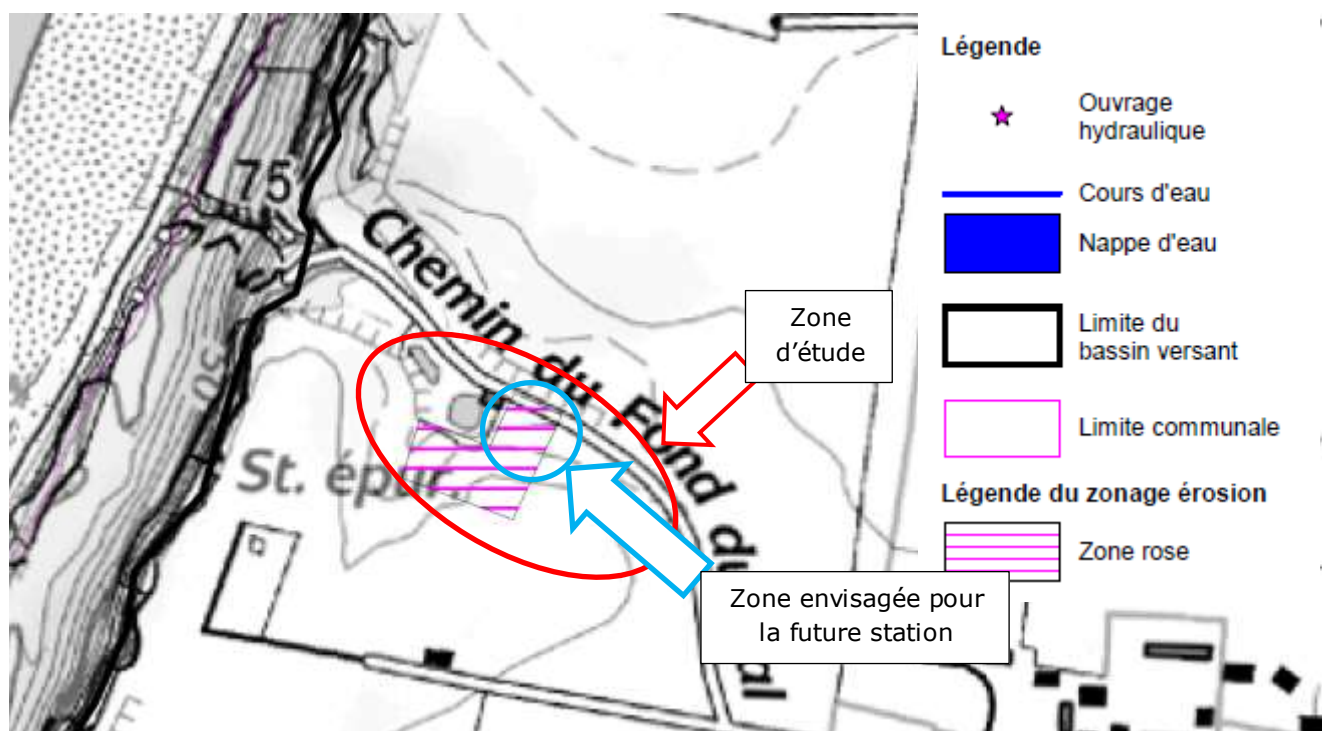 75
Chemin du Fond du Val
50
St. épur.
Zone
d'étude
Zone envisagée pour
la future station
Légende
Ouvrage
hydraulique
Cours d'eau
Nappe d'eau
Limite du
bassin versant
Limite communale
Légende du zonage érosion
Zone rose